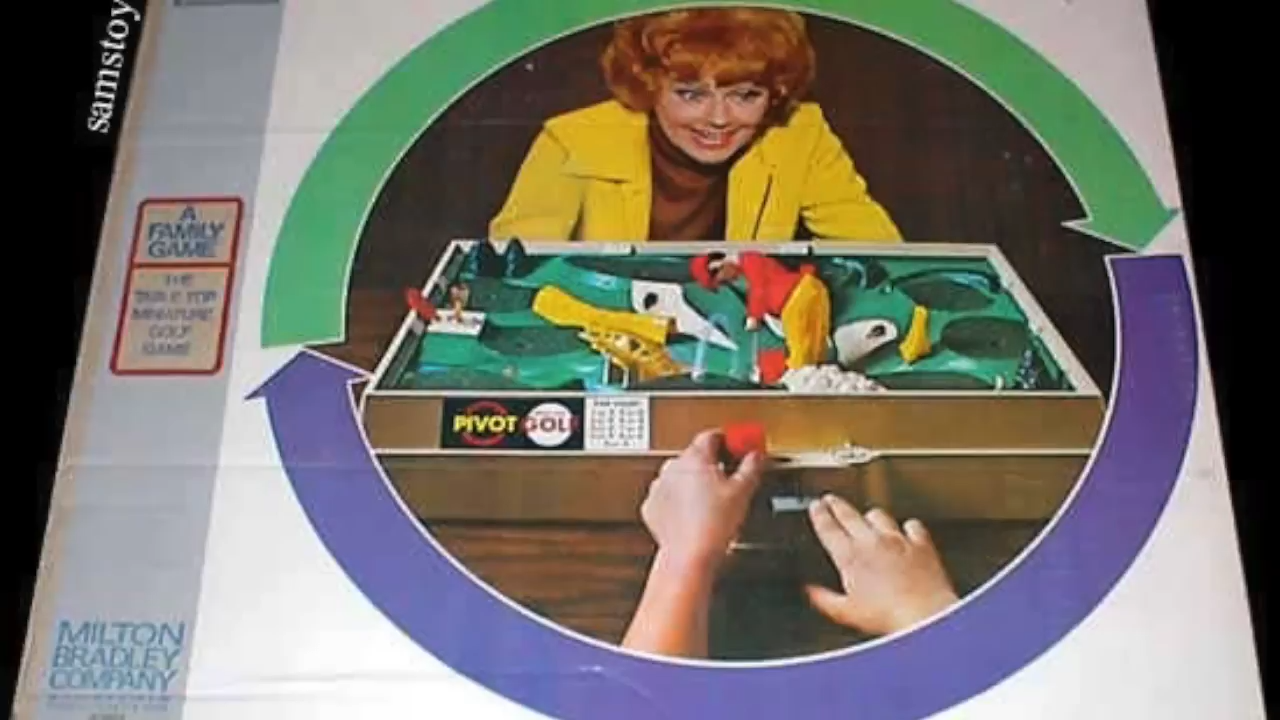 samstoy
A
FAMILY
GAME
THE
TABLE TOP
MINIATURE
GOLF
GAME
PIVOT GOLF
MILTON
BRADLEY
COMPANY